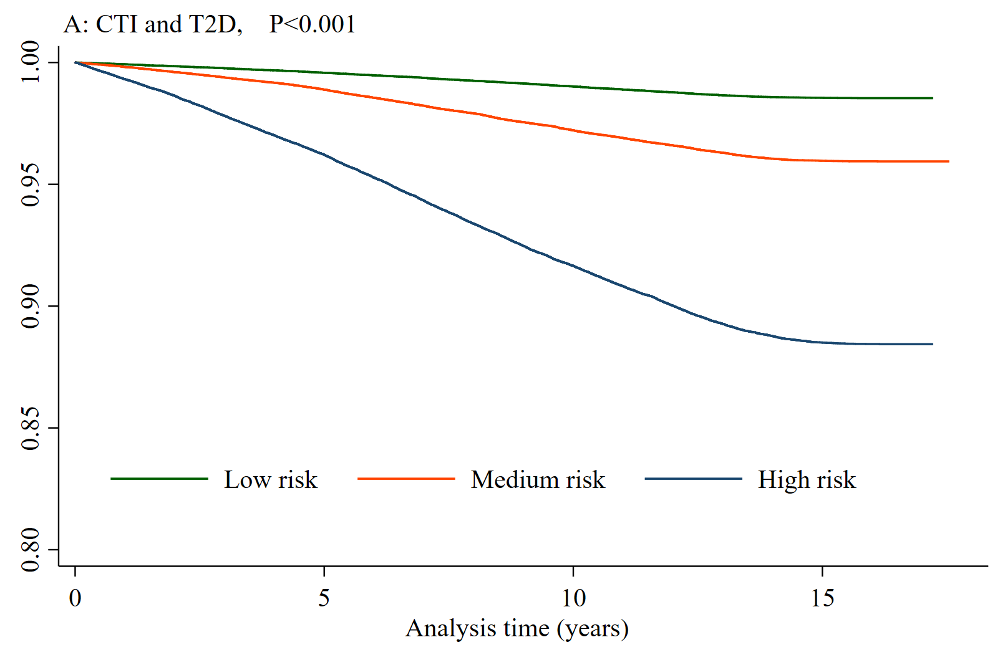 A: CTI and T2D, P<0.001
1.00
0.95
0.90
0.85
0.80
Low risk Medium risk High risk
0 5 10 15
Analysis time (years)